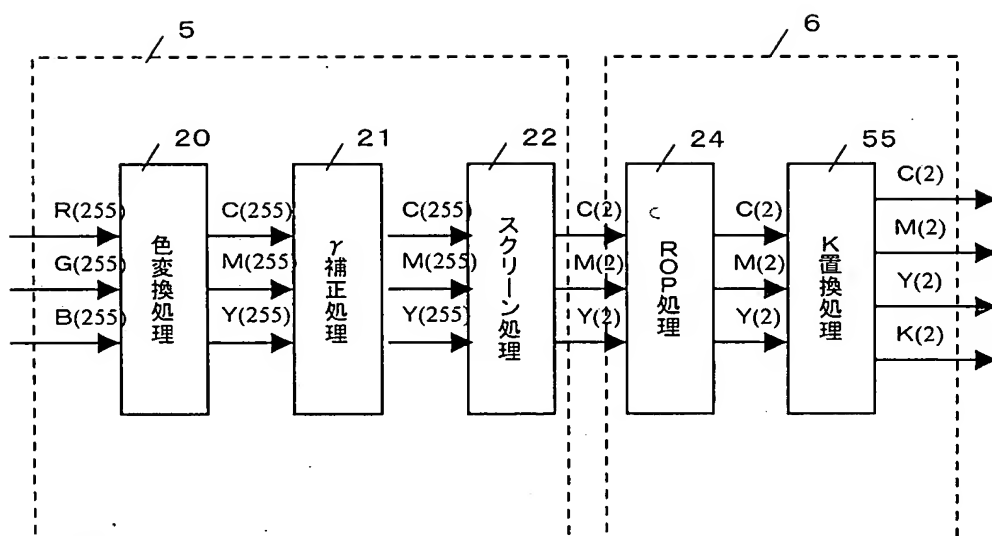 5
6
20
21
22
24
55
R(255)
G(255)
B(255)
色変換処理
C(255)
M(255)
Y(255)
γ補正処理
C(255)
M(255)
Y(255)
スクリーン処理
C(2)
M(2)
Y(2)
ROP処理
C(2)
M(2)
Y(2)
K置換処理
C(2)
M(2)
Y(2)
K(2)